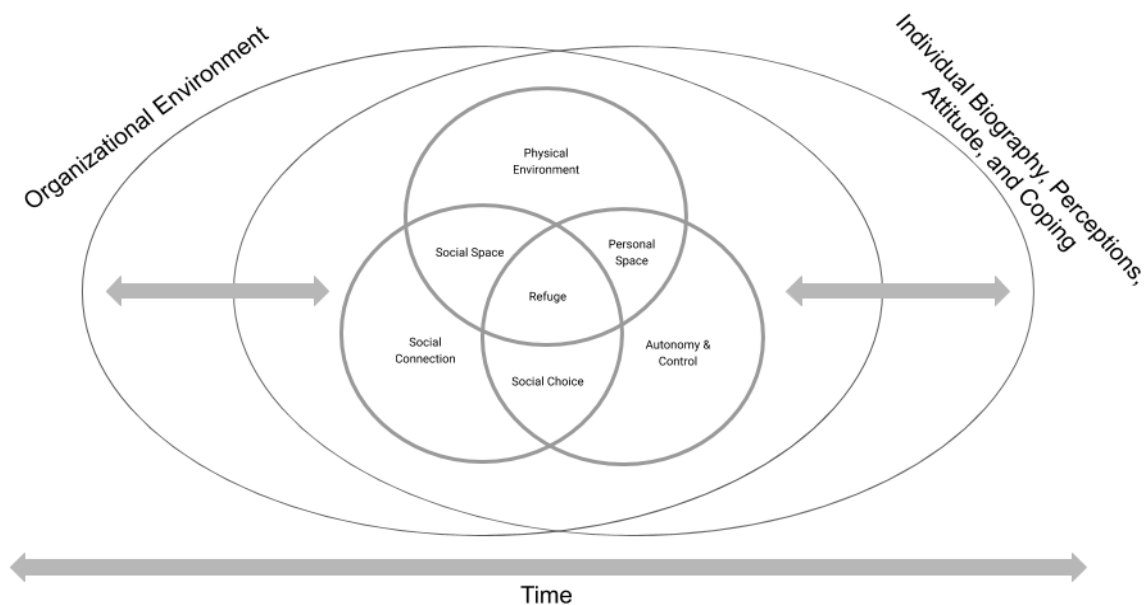 Organizational Environment
Individual Biography, Perceptions,
Attitude, and Coping
Physical
Environment
Social Space
Personal
Space
Refuge
Social
Connection
Autonomy &
Control
Social Choice
Time